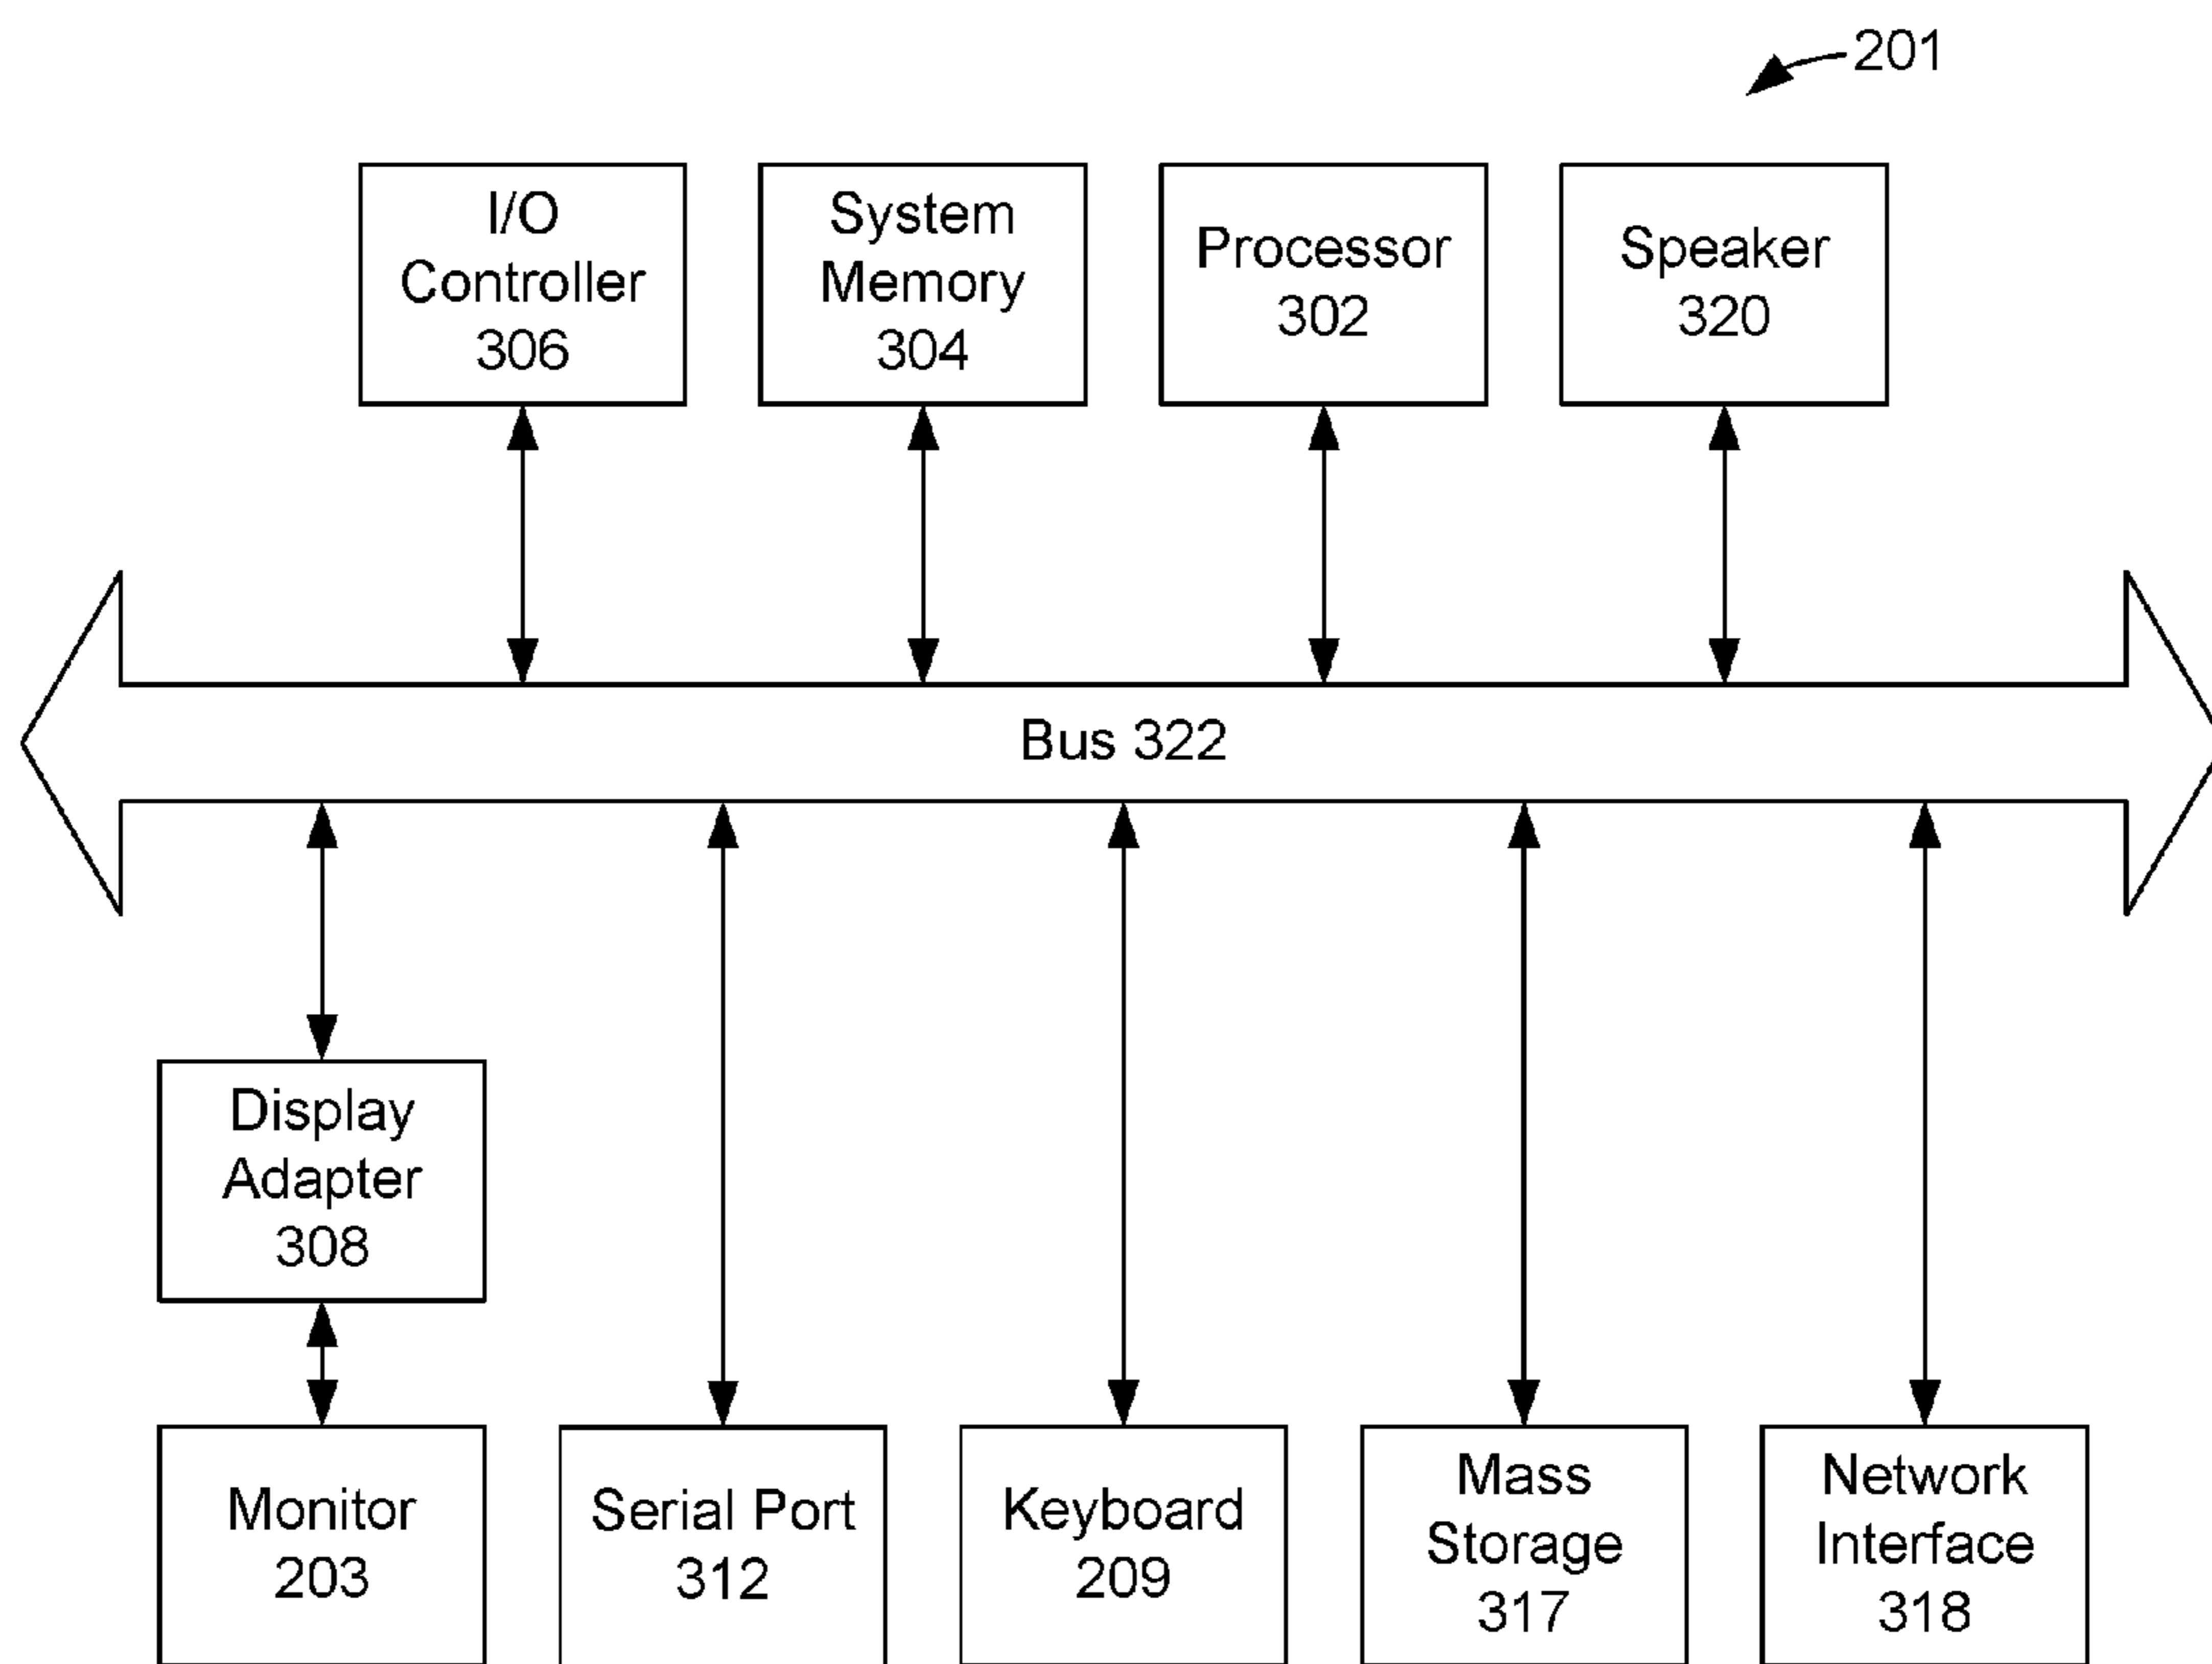 201
I/O
Controller
306
System
Memory
304
Processor
302
Speaker
320
Bus 322
Display
Adapter
308
Monitor
203
Serial Port
312
Keyboard
209
Mass
Storage
317
Network
Interface
318